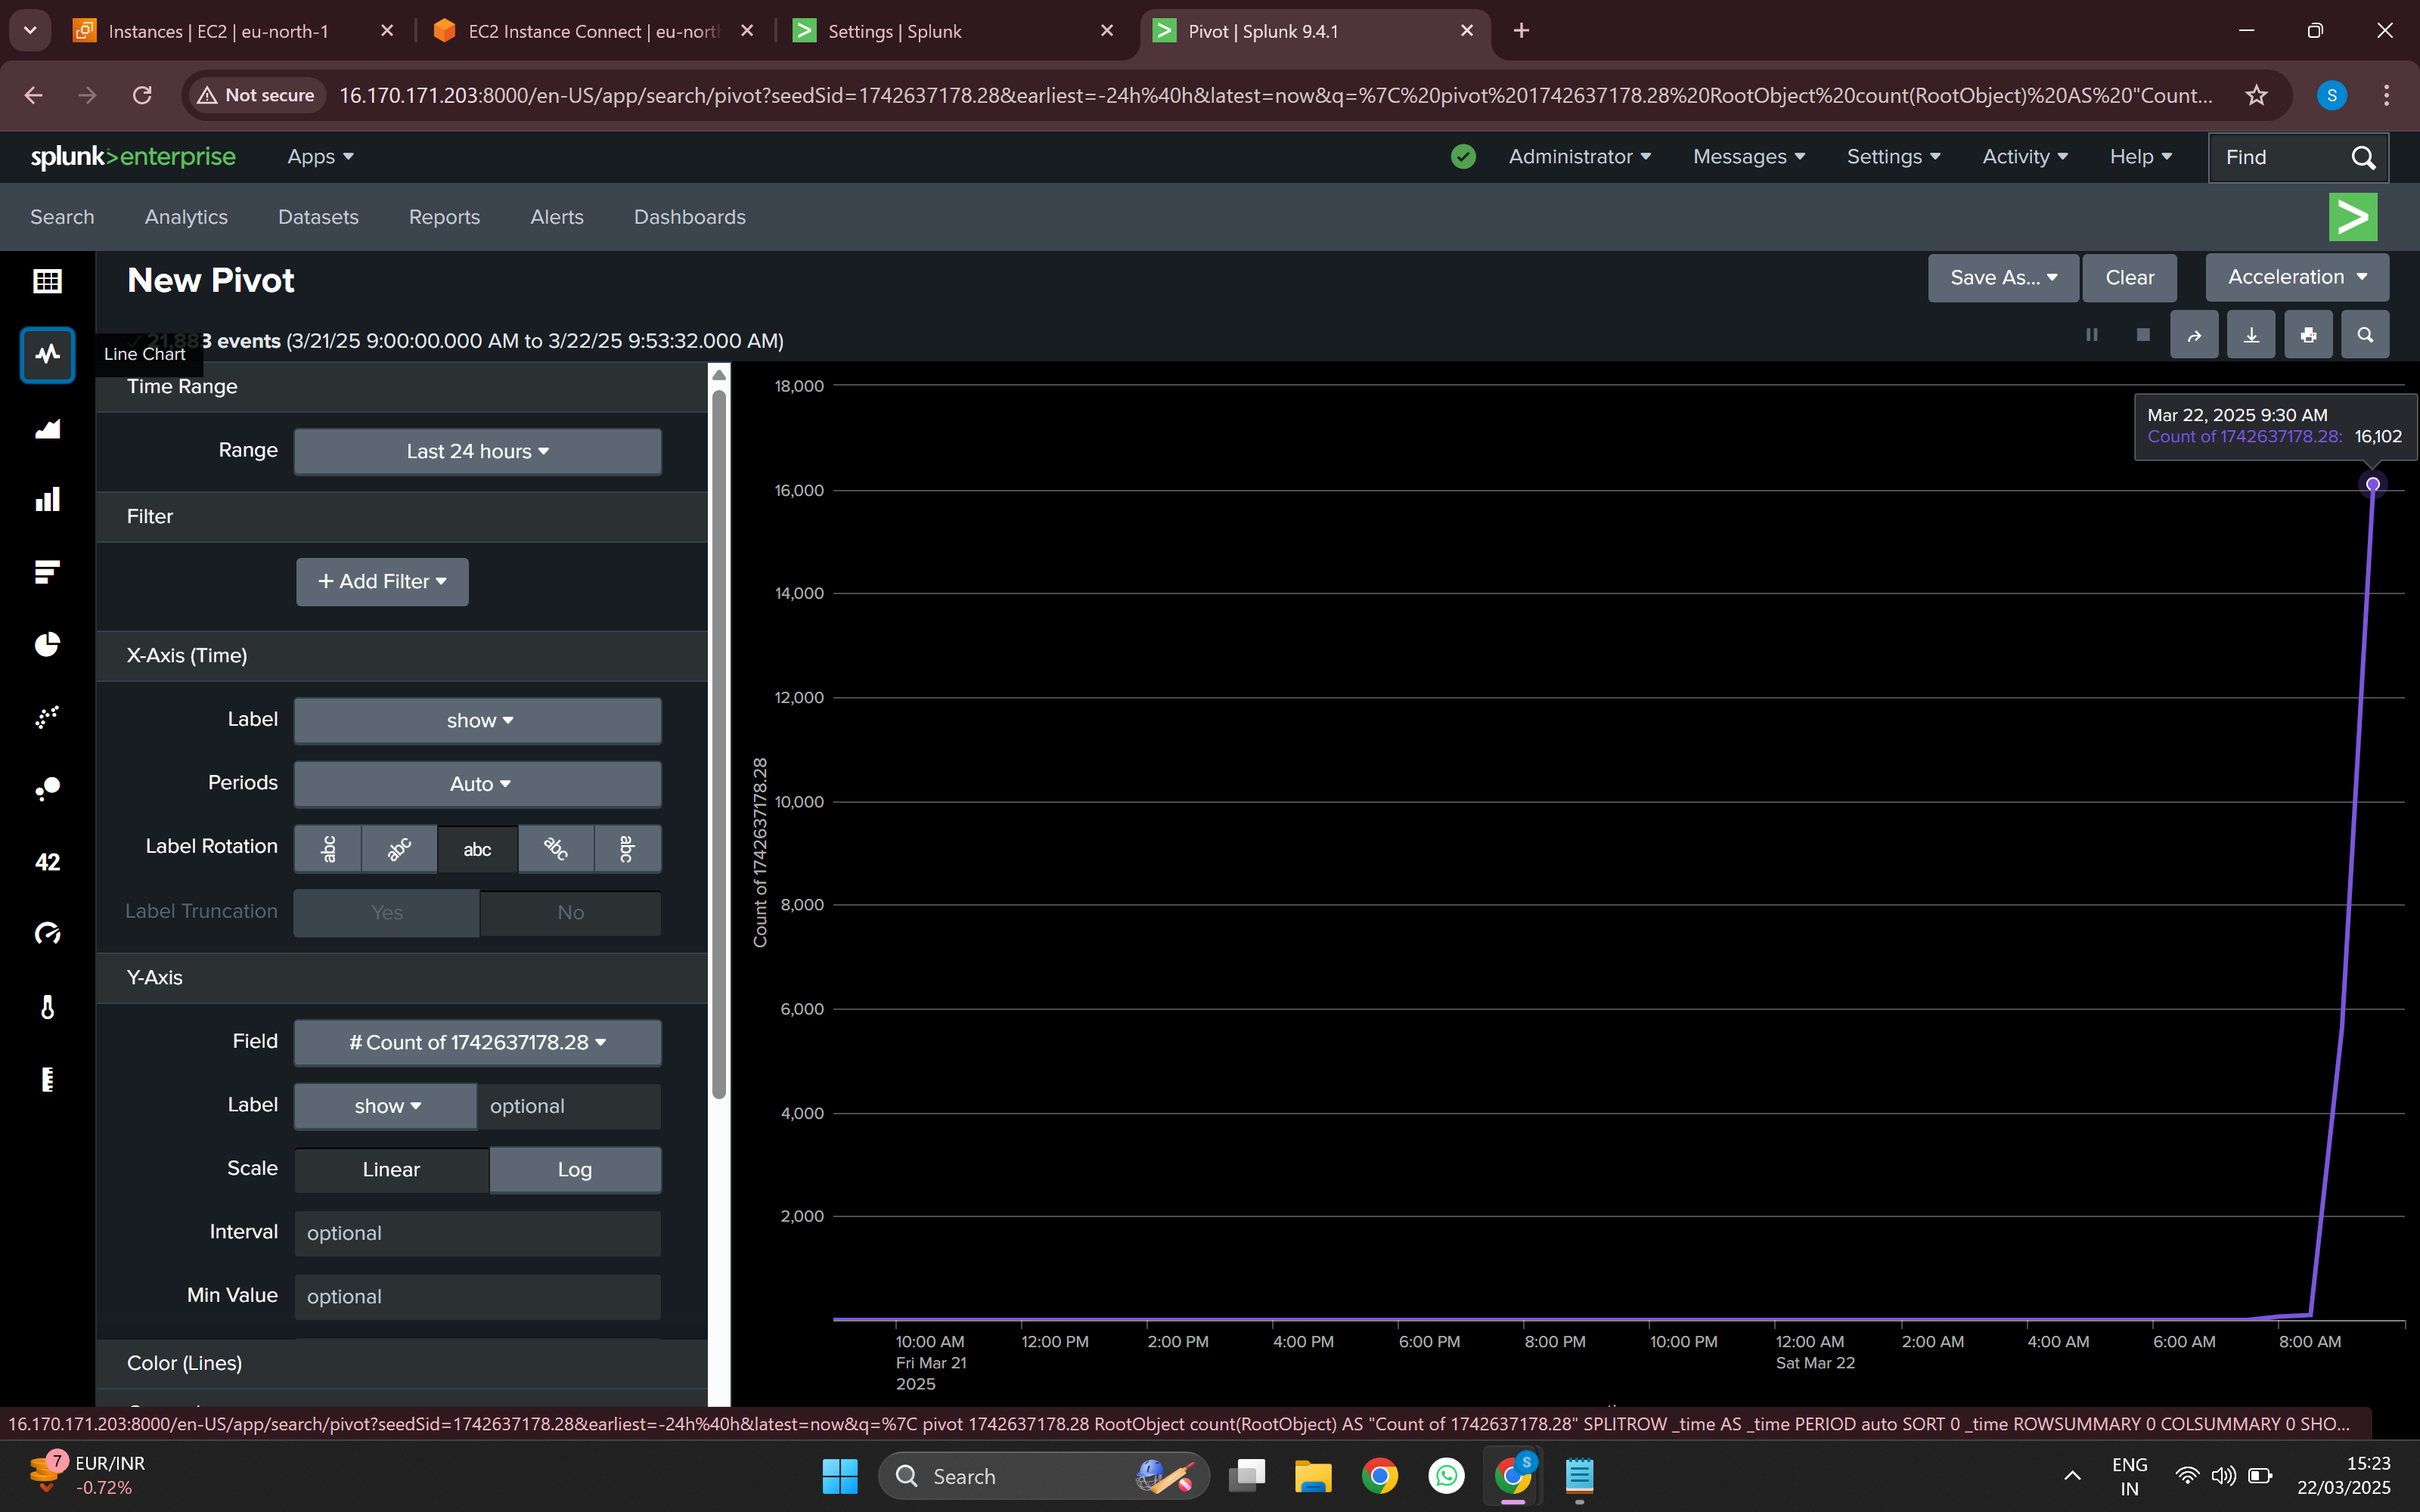 Instances | EC2 | eu-north-1
EC2 Instance Connect | eu-nort
Settings | Splunk
Pivot | Splunk 9.4.1
Not secure
16.170.171.203:8000/en-US/app/search/pivot?seedSid=1742637178.28&earliest=-24h%40h&latest=now&q=%7C%20pivot%201742637178.28%20RootObject%20count(RootObject)%20AS%20"Count...
S
splunk>enterprise
Apps
Administrator
Messages
Settings
Activity
Help
Find
Search
Analytics
Datasets
Reports
Alerts
Dashboards
New Pivot
Save As...
Clear
Acceleration
21,883 events (3/21/25 9:00:00.000 AM to 3/22/25 9:53:32.000 AM)
Line Chart
Time Range
Range
Last 24 hours
Filter
+ Add Filter
X-Axis (Time)
Label
show
Periods
Auto
Label Rotation
abc
abc
abc
abc
abc
Label Truncation
Yes
No
Y-Axis
Field
# Count of 1742637178.28
Label
show
optional
Scale
Linear
Log
Interval
optional
Min Value
optional
Color (Lines)
42
Count of 1742637178.28
18,000
16,000
14,000
12,000
10,000
8,000
6,000
4,000
2,000
Mar 22, 2025 9:30 AM
Count of 1742637178.28: 16,102
10:00 AM
Fri Mar 21
2025
12:00 PM
2:00 PM
4:00 PM
6:00 PM
8:00 PM
10:00 PM
12:00 AM
Sat Mar 22
2:00 AM
4:00 AM
6:00 AM
8:00 AM
16.170.171.203:8000/en-US/app/search/pivot?seedSid=1742637178.28&earliest=-24h%40h&latest=now&q=%7C pivot 1742637178.28 RootObject count(RootObject) AS "Count of 1742637178.28" SPLITROW _time AS _time PERIOD auto SORT 0 _time ROWSUMMARY 0 COLSUMMARY 0 SHO...
7
EUR/INR
-0.72%
Search
S
ENG
IN
15:23
22/03/2025